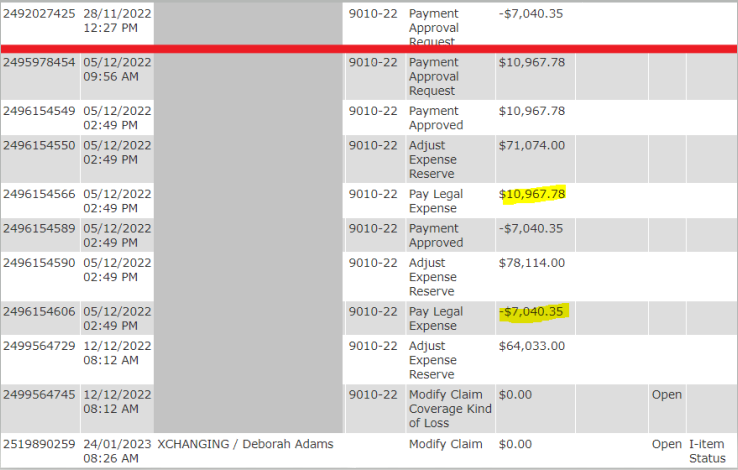 2492027425 28/11/2022 9010-22 Payment -$7,040.35
12:27 PM Approval
Request
2495978454 05/12/2022 9010-22 Payment $10,967.78
09:56 AM Approval
Request
2496154549 05/12/2022 9010-22 Payment $10,967.78
02:49 PM Approved
2496154550 05/12/2022 9010-22 Adjust $71,074.00
02:49 PM Expense
Reserve
2496154566 05/12/2022 9010-22 Pay Legal $10,967.78
02:49 PM Expense
2496154589 05/12/2022 9010-22 Payment -$7,040.35
02:49 PM Approved
2496154590 05/12/2022 9010-22 Adjust $78,114.00
02:49 PM Expense
Reserve
2496154606 05/12/2022 9010-22 Pay Legal -$7,040.35
02:49 PM Expense
2499564729 12/12/2022 9010-22 Adjust $64,033.00
08:12 AM Expense
Reserve
2499564745 12/12/2022 9010-22 Modify Claim $0.00 Open
08:12 AM Coverage Kind
of Loss
2519890259 24/01/2023 XCHANGING / Deborah Adams Modify Claim $0.00 Open I-item
08:26 AM Status